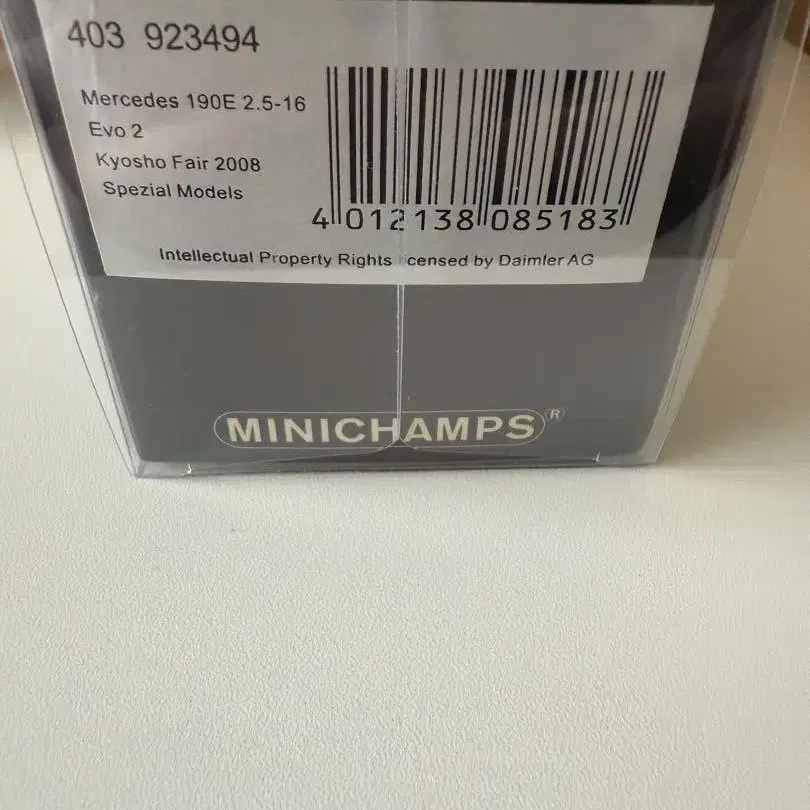 403 923494
Mercedes 190E 2.5-16
Evo 2
Kyosho Fair 2008
Spezial Models
4 012138 085183
Intellectual Property Rights licensed by Daimler AG
MINICHAMPS®